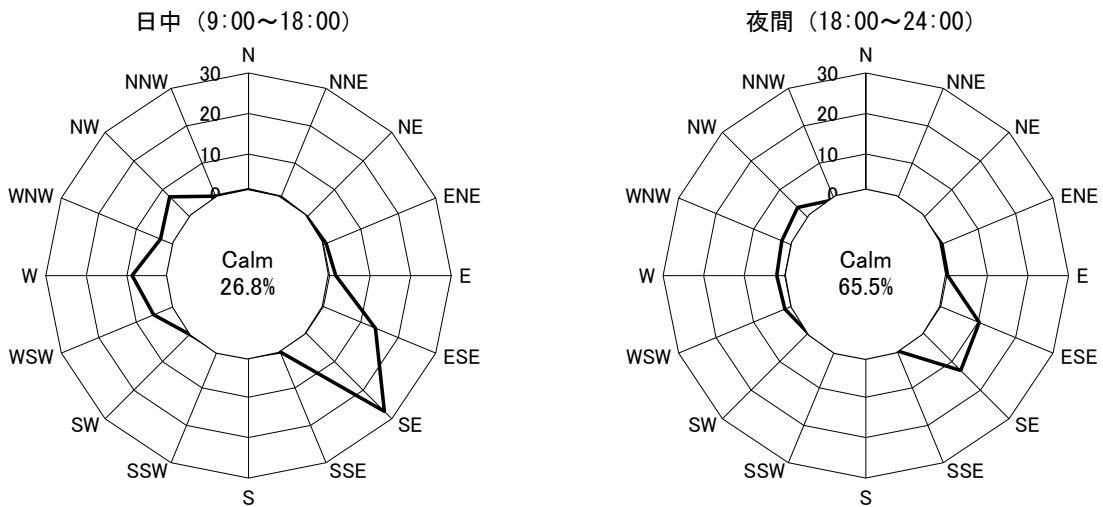 日中 (9:00～18:00)
N
NNE
NE
ENE
E
ESE
SE
SSE
S
SSW
SW
WSW
W
WNW
NW
NNW
30
20
10
0
Calm
26.8%
夜間 (18:00～24:00)
N
NNE
NE
ENE
E
ESE
SE
SSE
S
SSW
SW
WSW
W
WNW
NW
NNW
30
20
10
0
Calm
65.5%